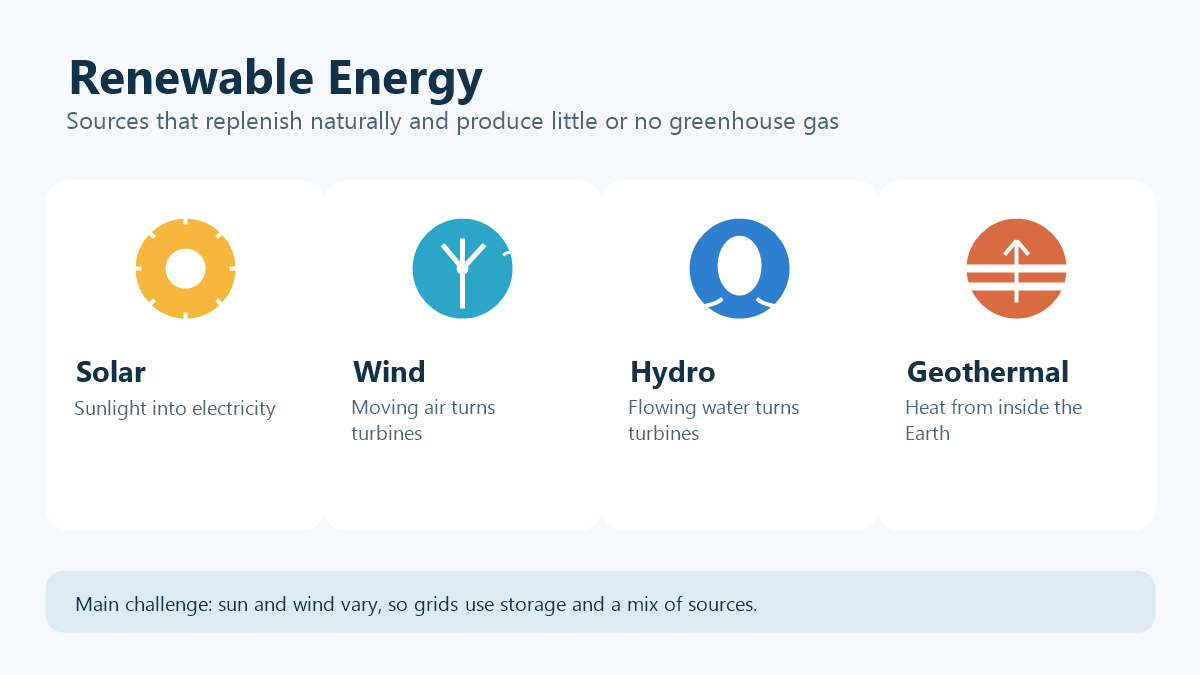 Renewable Energy
Sources that replenish naturally and produce little or no greenhouse gas
Solar
Sunlight into electricity
Wind
Moving air turns
turbines
Hydro
Flowing water turns
turbines
Geothermal
Heat from inside the
Earth
Main challenge: sun and wind vary, so grids use storage and a mix of sources.